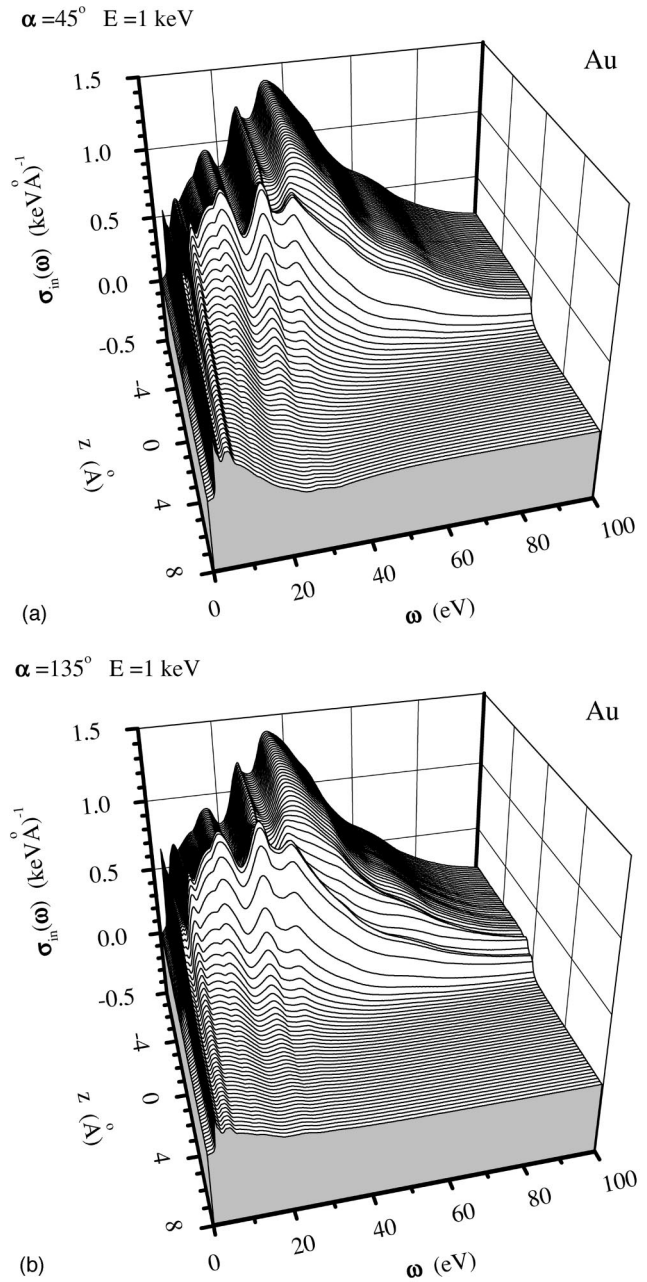 α =45° E =1 keV
Au
1.5
1.0
0.5
0.0
-0.5
σin(ω) (keVÅ)⁻¹
-4
0
4
8
z (Å)
0
20
40
60
80
100
ω (eV)
(a)
α =135° E =1 keV
Au
1.5
1.0
0.5
0.0
-0.5
σin(ω) (keVÅ)⁻¹
-4
0
4
8
z (Å)
0
20
40
60
80
100
ω (eV)
(b)